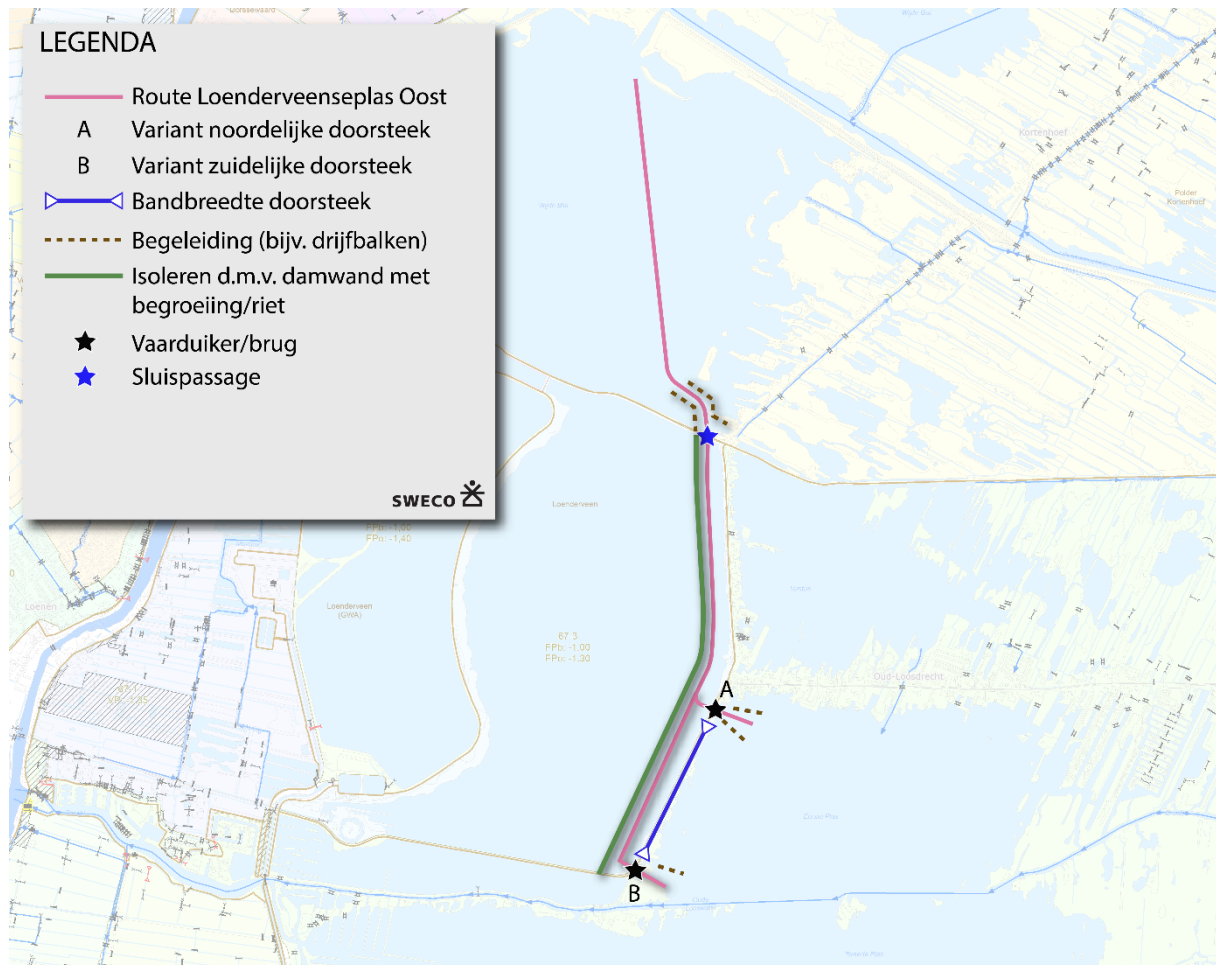 LEGENDA
Route Loenderveenseplas Oost
A Variant noordelijke doorsteek
B Variant zuidelijke doorsteek
Bandbreedte doorsteek
Begeleiding (bijv. drijfbalken)
Isoleren d.m.v. damwand met
begroeiing/riet
Vaarduiker/brug
Sluispassage
SWECO
Kortenhoef
Polder
Kortenhoef
Loenderveen
FPb: -1,00
FPo: -1,40
Loenen
Loenderveen
(GWA)
67 3
FPb: -1.00
FPo: -1.30
Oud-Loosdrecht
A
B